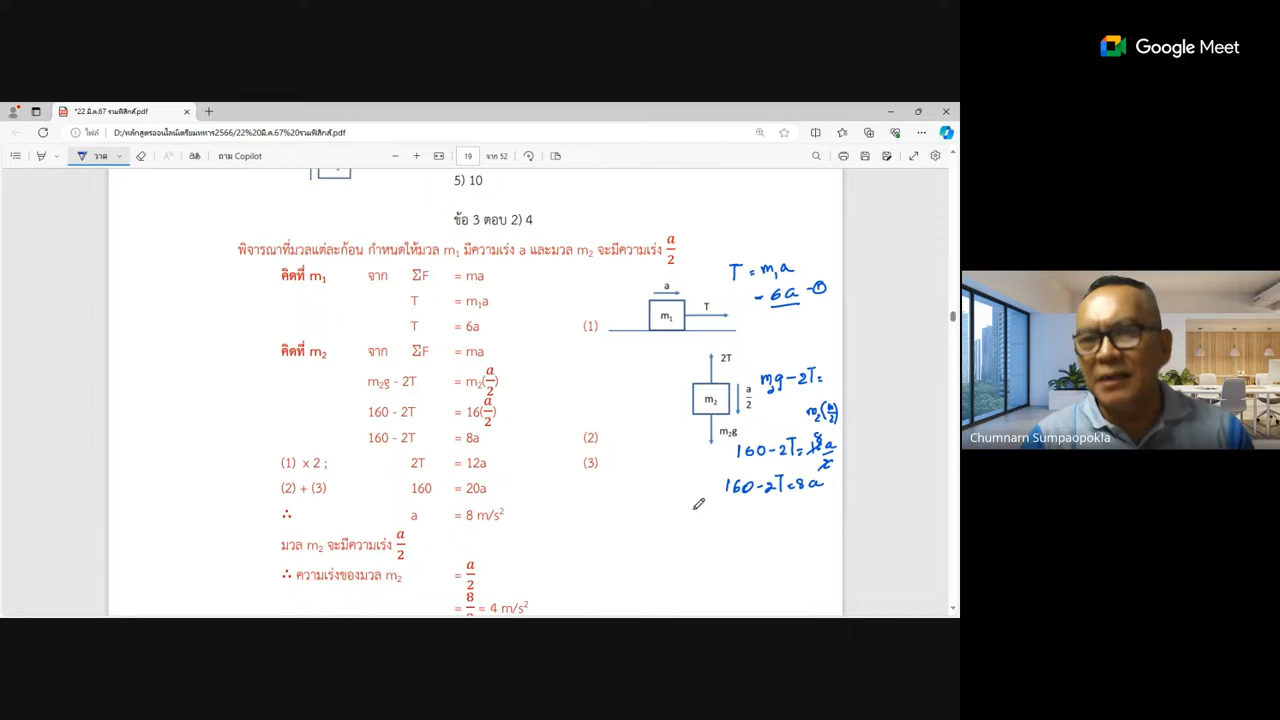 Google Meet
*22 มี.ค.67 รวมฟิสิกส์.pdf
ไฟล์ D:/หลักสูตรออนไลน์เตรียมทหาร2566/22%20มี.ค.67%20รวมฟิสิกส์.pdf
วาด ถาม Copilot 19 จาก 52
5) 10
ข้อ 3 ตอบ 2) 4
พิจารณาที่มวลแต่ละก้อน กำหนดให้มวล m₁ มีความเร่ง a และมวล m₂ จะมีความเร่ง a/2
คิดที่ m₁ จาก ΣF = ma
T = m₁a
T = 6a (1)
คิดที่ m₂ จาก ΣF = ma
m₂g - 2T = m₂(a/2)
160 - 2T = 16(a/2)
160 - 2T = 8a (2)
(1) x 2 ; 2T = 12a (3)
(2) + (3) 160 = 20a
∴ a = 8 m/s²
มวล m₂ จะมีความเร่ง a/2
∴ ความเร่งของมวล m₂ = a/2
= 8 = 4 m/s²
a
T
m₁
2T
m₂
a/2
m₂g
T = m₁a
- 6a - ①
m₂g - 2T =
m₂(a/2)
160 - 2T = 8 16 a/2
160 - 2T = 8a
Chumnarn Sumpaopokla